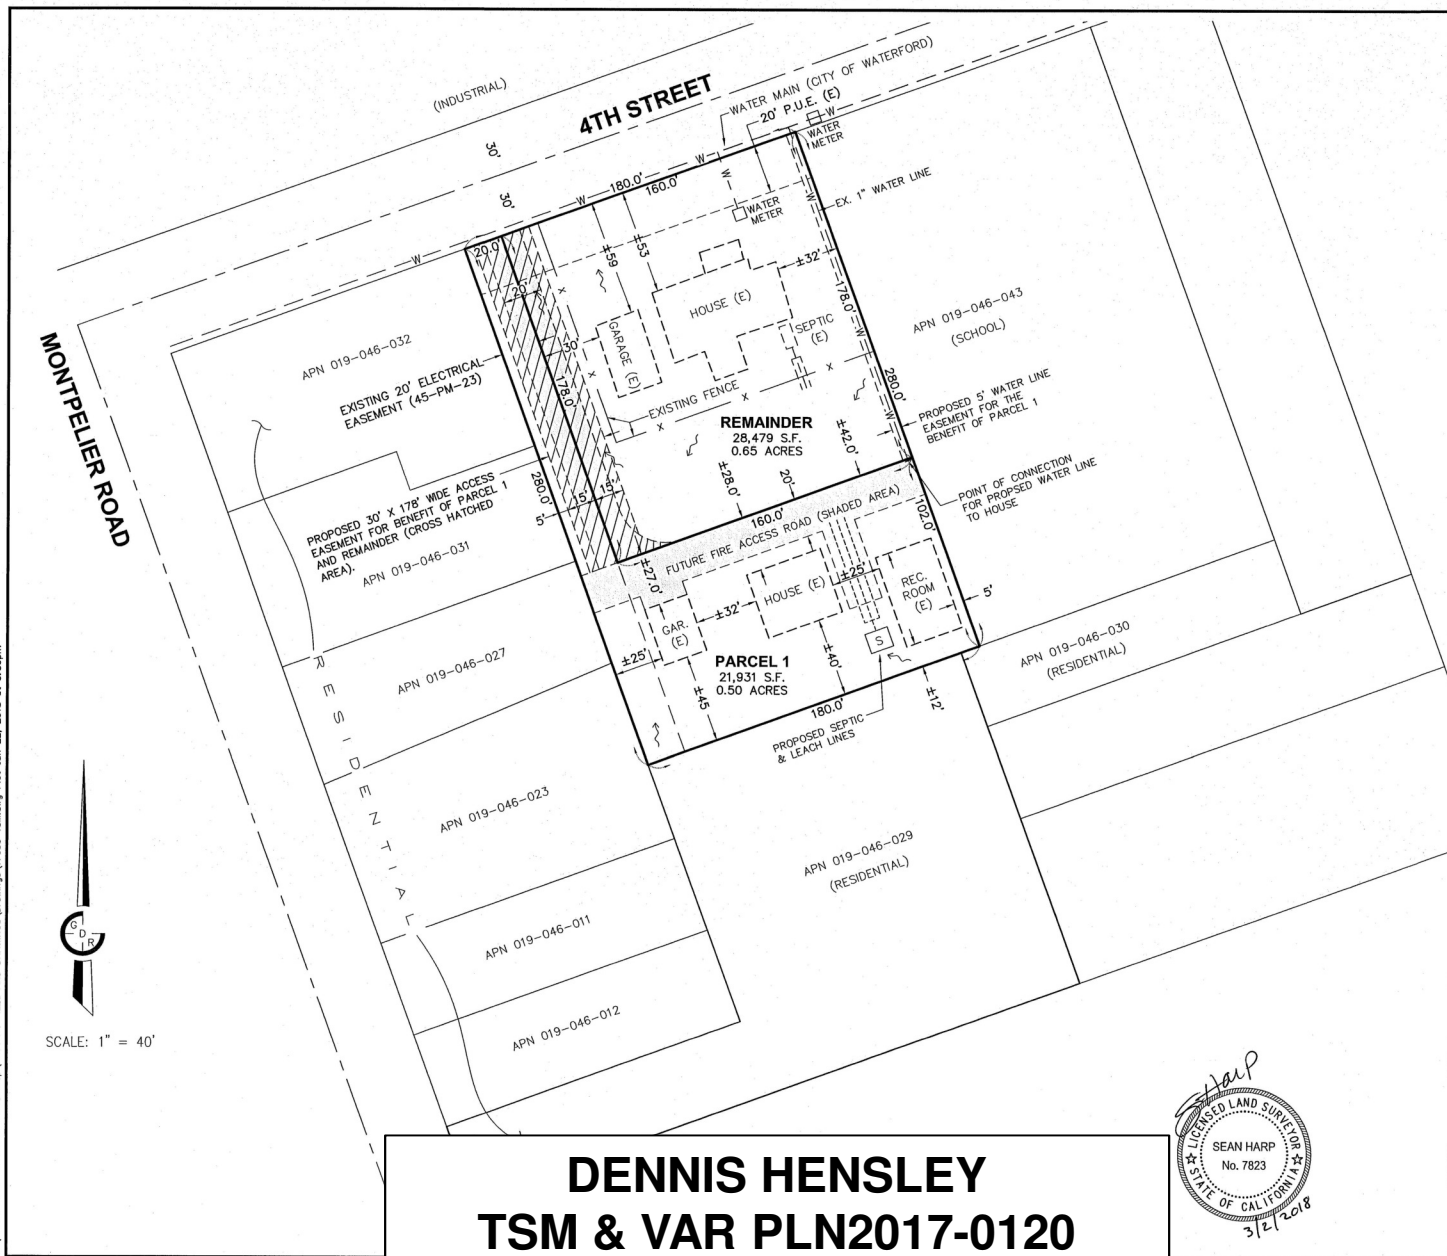 (INDUSTRIAL)
4TH STREET
WATER MAIN (CITY OF WATERFORD)
20' P.U.E. (E)
W
WATER
METER
30'
30'
W
W
W
180.0'
160.0'
W
W
WATER
METER
W
EX. 1" WATER LINE
20.0'
±59
±53
±32'
20'
HOUSE (E)
178.0'
MONTPELIER ROAD
APN 019-046-032
EXISTING 20' ELECTRICAL
EASEMENT (45-PM-23)
X
30'
GARAGE (E)
SEPTIC
(E)
W
APN 019-046-043
(SCHOOL)
178.0'
X
EXISTING FENCE
X
X
X
280.0'
W
PROPOSED 5' WATER LINE
EASEMENT FOR THE
BENEFIT OF PARCEL 1
REMAINDER
28,479 S.F.
0.65 ACRES
±42.0'
±28.0'
20'
PROPOSED 30' X 178' WIDE ACCESS
EASEMENT FOR BENEFIT OF PARCEL 1
AND REMAINDER (CROSS HATCHED
AREA).
280.0'
15'
15'
5'
160.0'
FUTURE FIRE ACCESS ROAD (SHADED AREA)
102.0'
POINT OF CONNECTION
FOR PROPSED WATER LINE
TO HOUSE
APN 019-046-031
±27.0'
±32'
HOUSE (E)
±25'
REC.
ROOM
(E)
5'
GAR.
(E)
S
±25'
PARCEL 1
21,931 S.F.
0.50 ACRES
±40'
±45
180.0'
±12'
PROPOSED SEPTIC
& LEACH LINES
APN 019-046-030
(RESIDENTIAL)
RESIDENTIAL
APN 019-046-027
APN 019-046-023
APN 019-046-029
(RESIDENTIAL)
APN 019-046-011
APN 019-046-012
G
D
R
SCALE: 1" = 40'
S Harp
LICENSED LAND SURVEYOR
SEAN HARP
No. 7823
STATE OF CALIFORNIA
3/2/2018
DENNIS HENSLEY
TSM & VAR PLN2017-0120